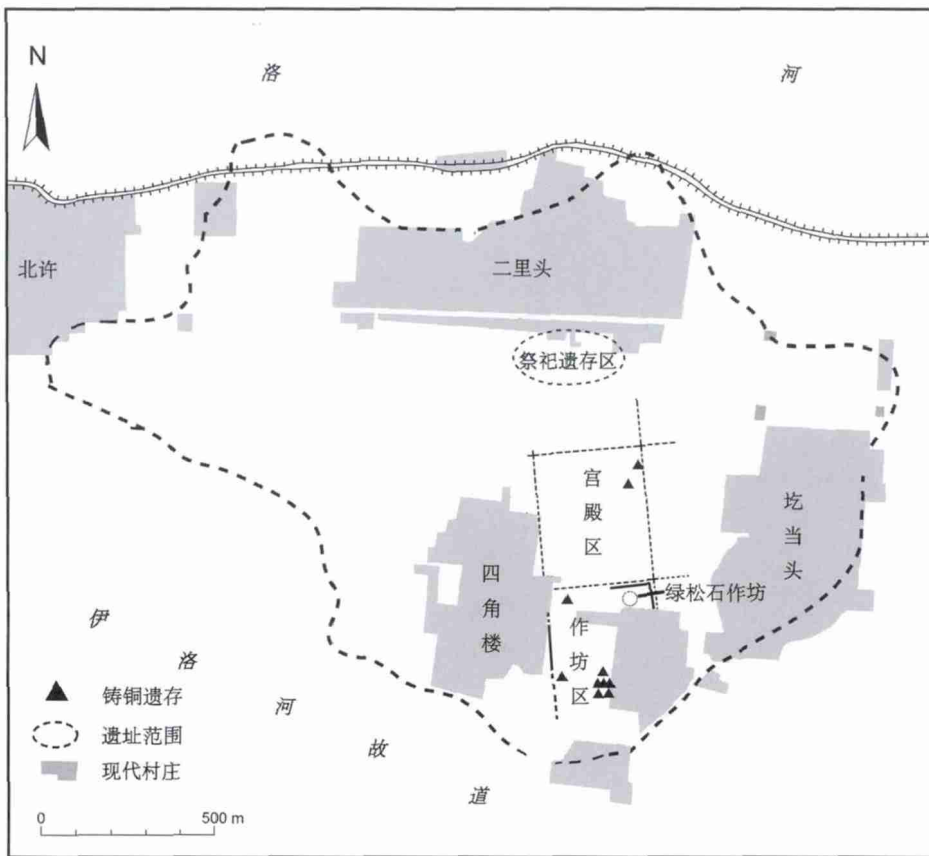 N
洛 河
北许
二里头
祭祀遗存区
宫殿区
圪当头
四角楼
绿松石作坊
作坊区
伊洛河故道
铸铜遗存
遗址范围
现代村庄
0 500 m